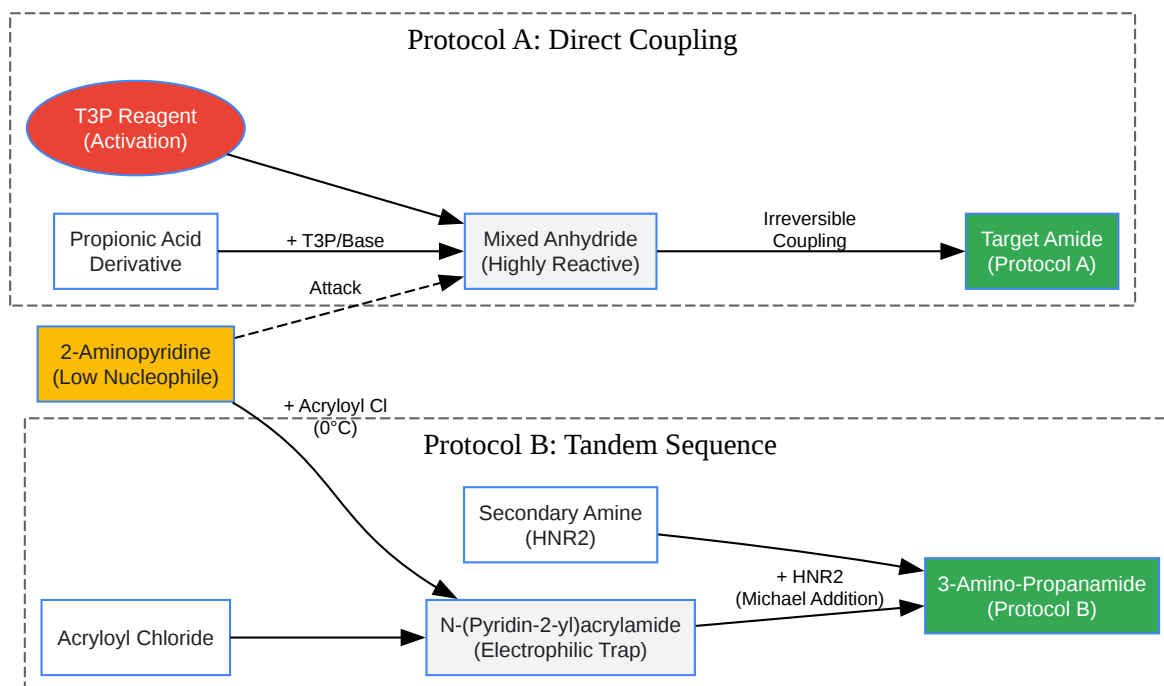 Protocol A: Direct Coupling
T3P Reagent
(Activation)
Propionic Acid
Derivative
+ T3P/Base
Mixed Anhydride
(Highly Reactive)
Irreversible
Coupling
Target Amide
(Protocol A)
Attack
2-Aminopyridine
(Low Nucleophile)
+ Acryloyl Cl
(0°C)
Protocol B: Tandem Sequence
Secondary Amine
(HNR2)
+ HNR2
(Michael Addition)
3-Amino-Propanamide
(Protocol B)
Acryloyl Chloride
N-(Pyridin-2-yl)acrylamide
(Electrophilic Trap)